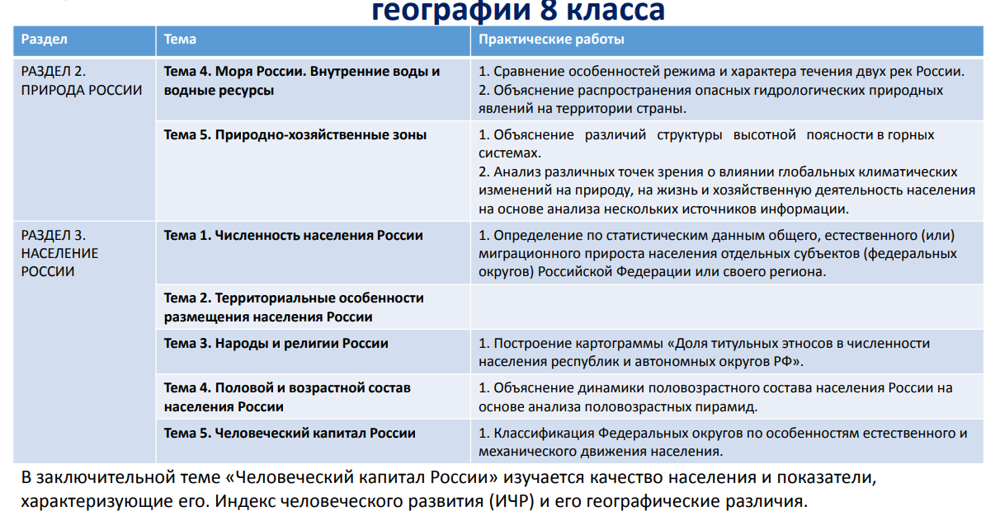 географии 8 класса
Раздел
Тема
Практические работы
РАЗДЕЛ 2.
ПРИРОДА РОССИИ
Тема 4. Моря России. Внутренние воды и
водные ресурсы
1. Сравнение особенностей режима и характера течения двух рек России.
2. Объяснение распространения опасных гидрологических природных
явлений на территории страны.
Тема 5. Природно-хозяйственные зоны
1. Объяснение различий структуры высотной поясности в горных
системах.
2. Анализ различных точек зрения о влиянии глобальных климатических
изменений на природу, на жизнь и хозяйственную деятельность населения
на основе анализа нескольких источников информации.
РАЗДЕЛ 3.
НАСЕЛЕНИЕ
РОССИИ
Тема 1. Численность населения России
1. Определение по статистическим данным общего, естественного (или)
миграционного прироста населения отдельных субъектов (федеральных
округов) Российской Федерации или своего региона.
Тема 2. Территориальные особенности
размещения населения России
Тема 3. Народы и религии России
1. Построение картограммы «Доля титульных этносов в численности
населения республик и автономных округов РФ».
Тема 4. Половой и возрастной состав
населения России
1. Объяснение динамики половозрастного состава населения России на
основе анализа половозрастных пирамид.
Тема 5. Человеческий капитал России
1. Классификация Федеральных округов по особенностям естественного и
механического движения населения.
В заключительной теме «Человеческий капитал России» изучается качество населения и показатели,
характеризующие его. Индекс человеческого развития (ИЧР) и его географические различия.